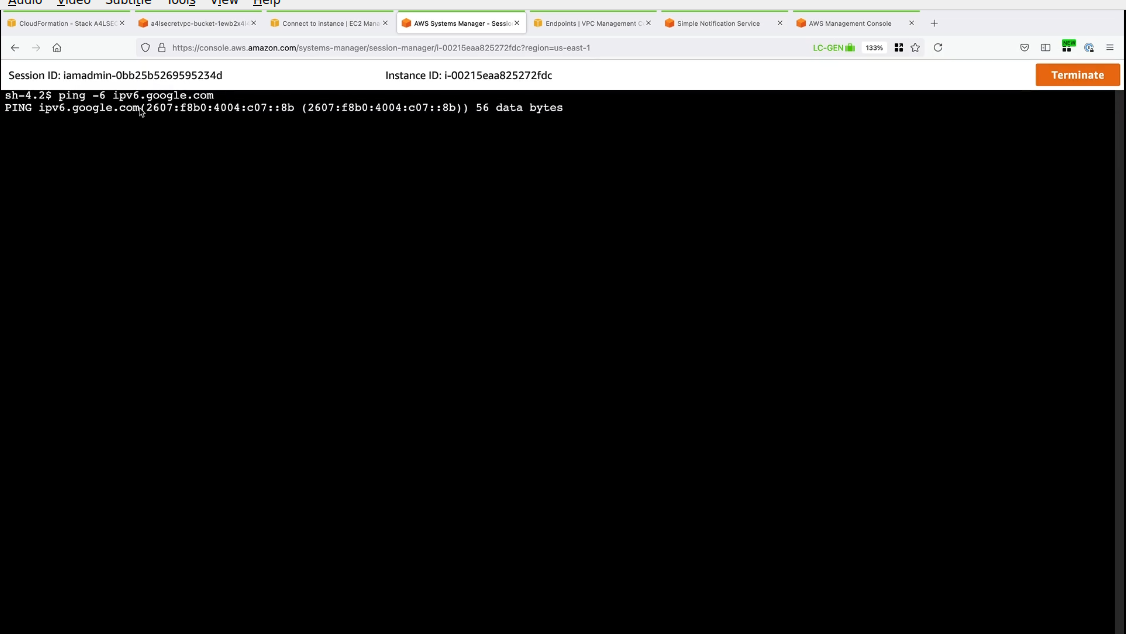 Audio Video Subtitle Tools View Help
CloudFormation - Stack A4LSEC a4lsecretvpc-bucket-1ewb2x4l Connect to instance | EC2 Mana AWS Systems Manager - Sessio Endpoints | VPC Management C Simple Notification Service AWS Management Console
https://console.aws.amazon.com/systems-manager/session-manager/i-00215eaa825272fdc?region=us-east-1 LC-GEN 133% NEW
Session ID: iamadmin-0bb25b5269595234d Instance ID: i-00215eaa825272fdc Terminate
sh-4.2$ ping -6 ipv6.google.com
PING ipv6.google.com(2607:f8b0:4004:c07::8b (2607:f8b0:4004:c07::8b)) 56 data bytes